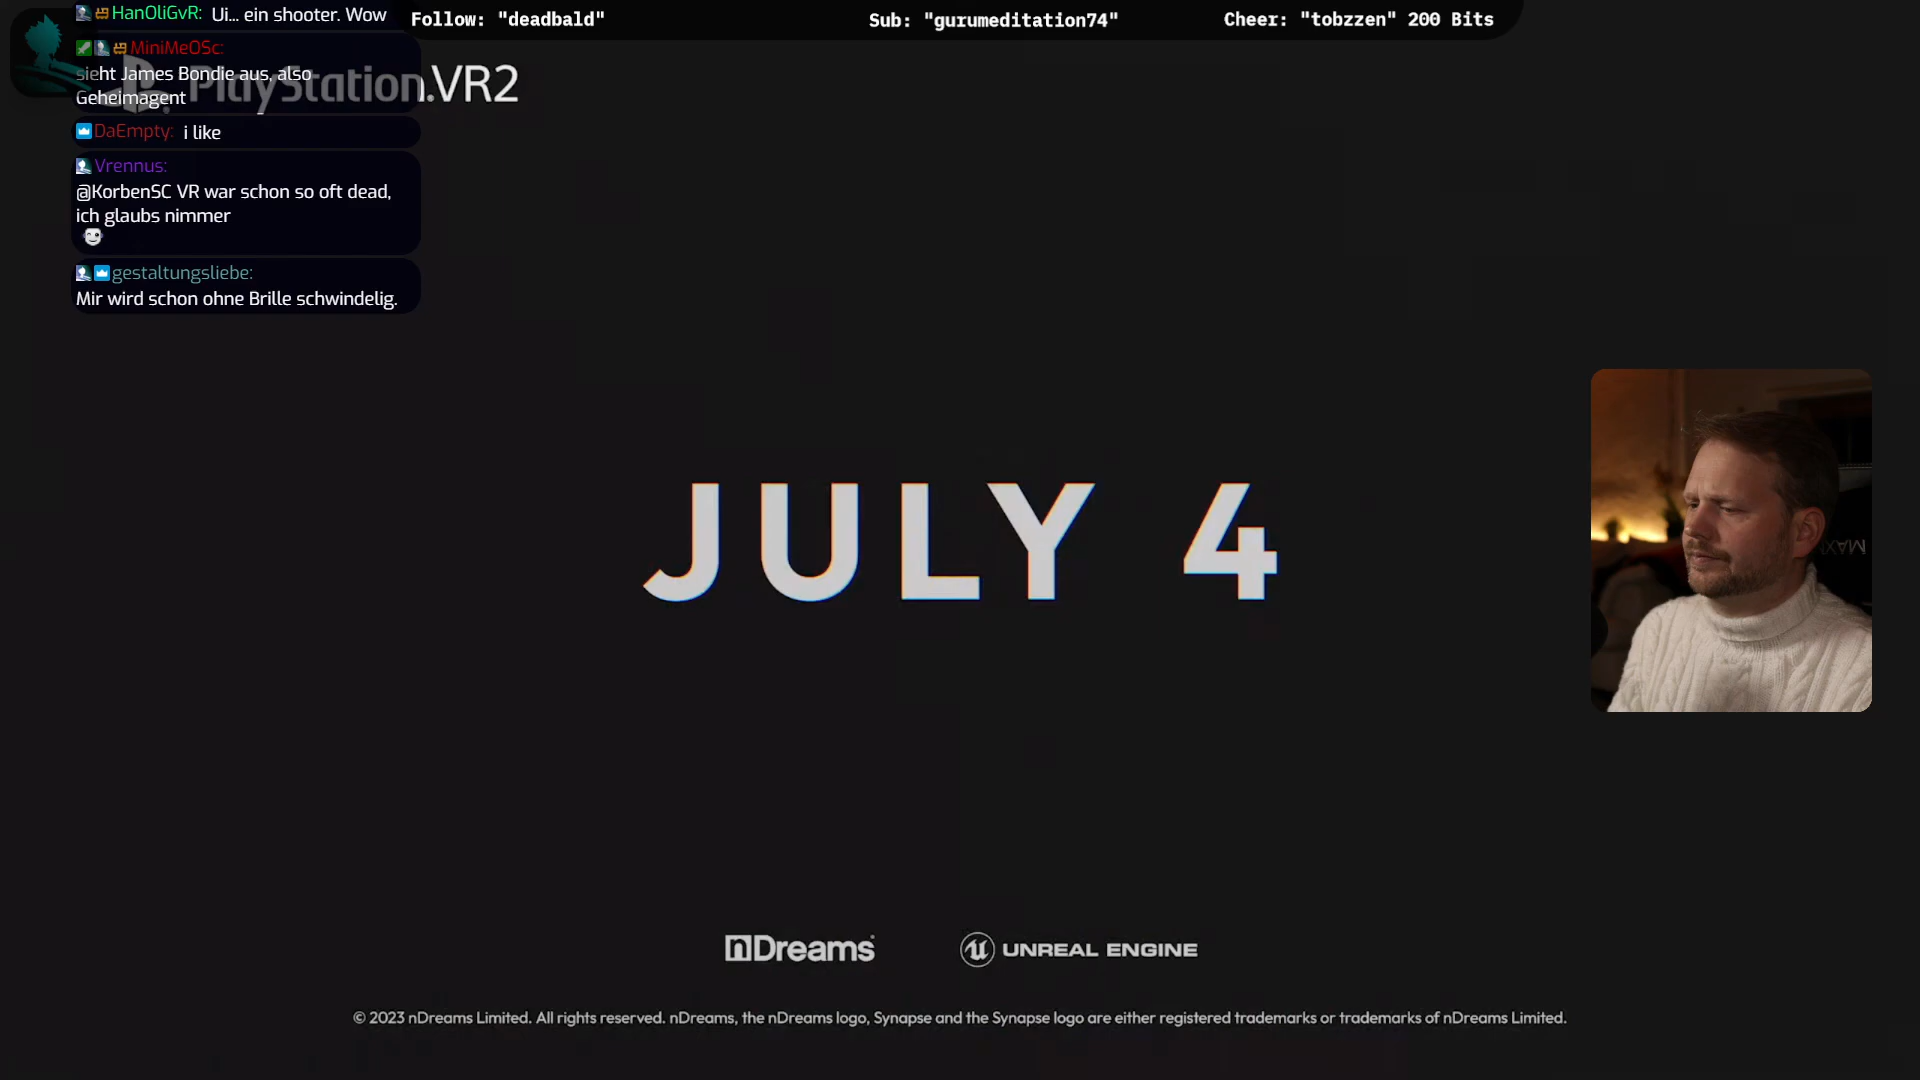 HanOliGvR: Ui... ein shooter. Wow
Follow: "deadbald"
Sub: "gurumeditation74"
Cheer: "tobzzen" 200 Bits
MiniMeOSc:
sieht James Bondie aus, also
Geheimagent
PlayStation.VR2
DaEmpty: i like
Vrennus:
@KorbenSC VR war schon so oft dead,
ich glaubs nimmer
gestaltungsliebe:
Mir wird schon ohne Brille schwindelig.
JULY 4
MAXN
nDreams
UNREAL ENGINE
© 2023 nDreams Limited. All rights reserved. nDreams, the nDreams logo, Synapse and the Synapse logo are either registered trademarks or trademarks of nDreams Limited.